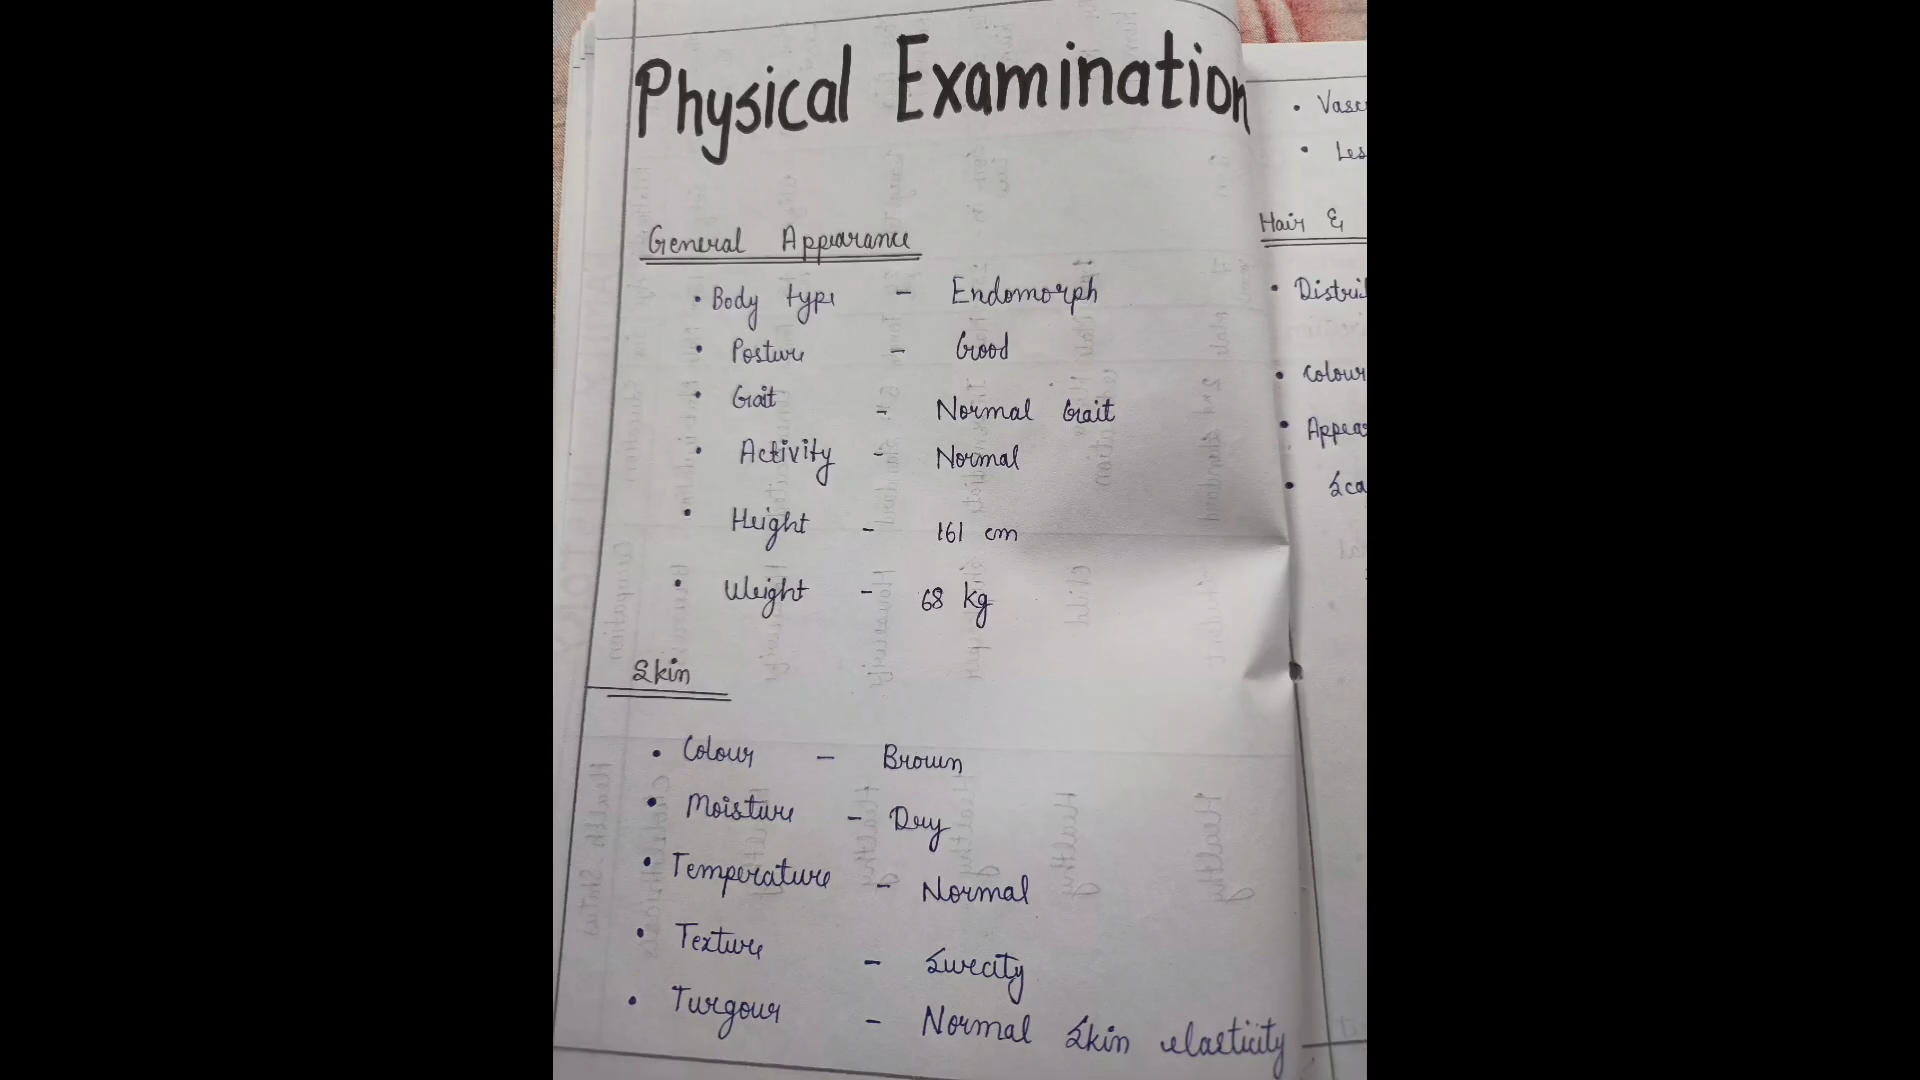 Physical Examination
General Appearance
• Body type - Endomorph
• Posture - Good
• Gait - Normal Gait
• Activity - Normal
• Height - 161 cm
• Weight - 68 kg
Skin
• Colour - Brown
• Moisture - Dry
• Temperature - Normal
• Texture - Sweaty
• Turgour - Normal Skin elasticity
Hair &
• Colour